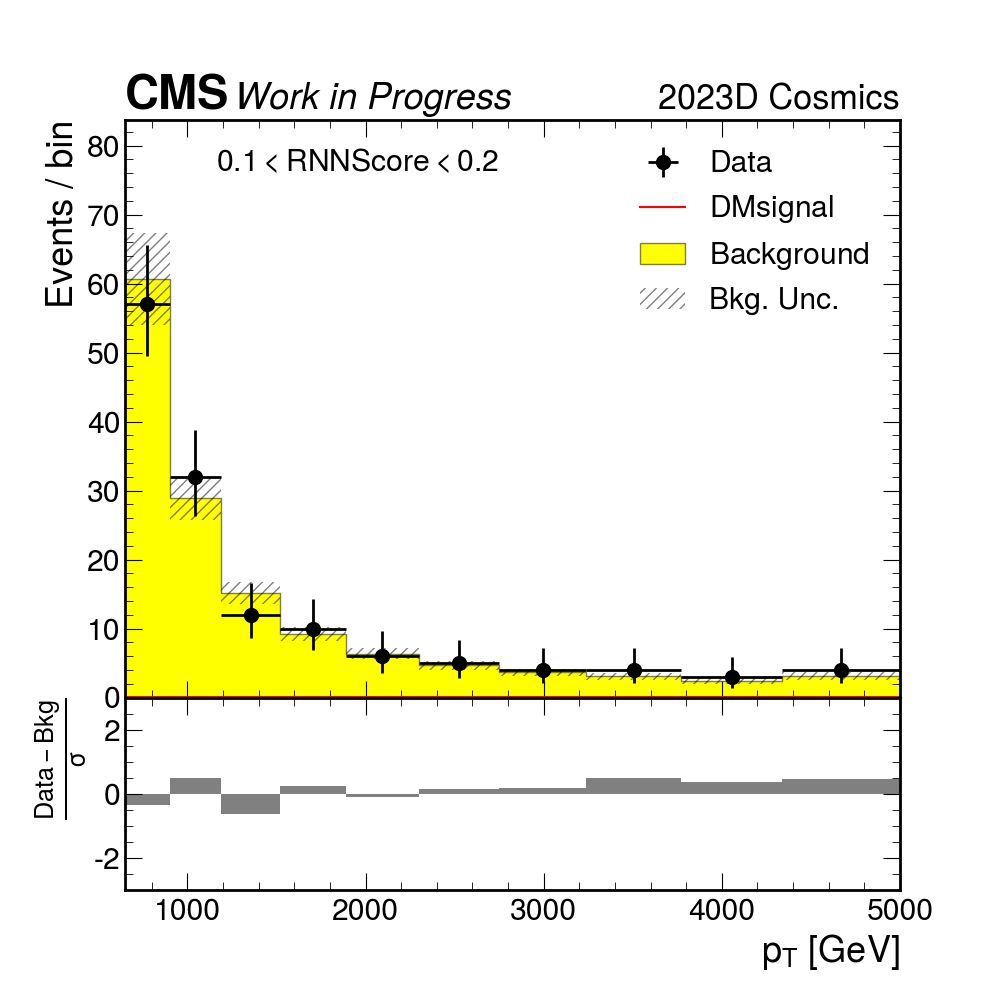 CMS Work in Progress 2023D Cosmics
0.1 < RNNScore < 0.2
Data
DMsignal
Background
Bkg. Unc.
Events / bin
80
70
60
50
40
30
20
10
0
Data – Bkg
σ
2
0
-2
1000 2000 3000 4000 5000
pT [GeV]